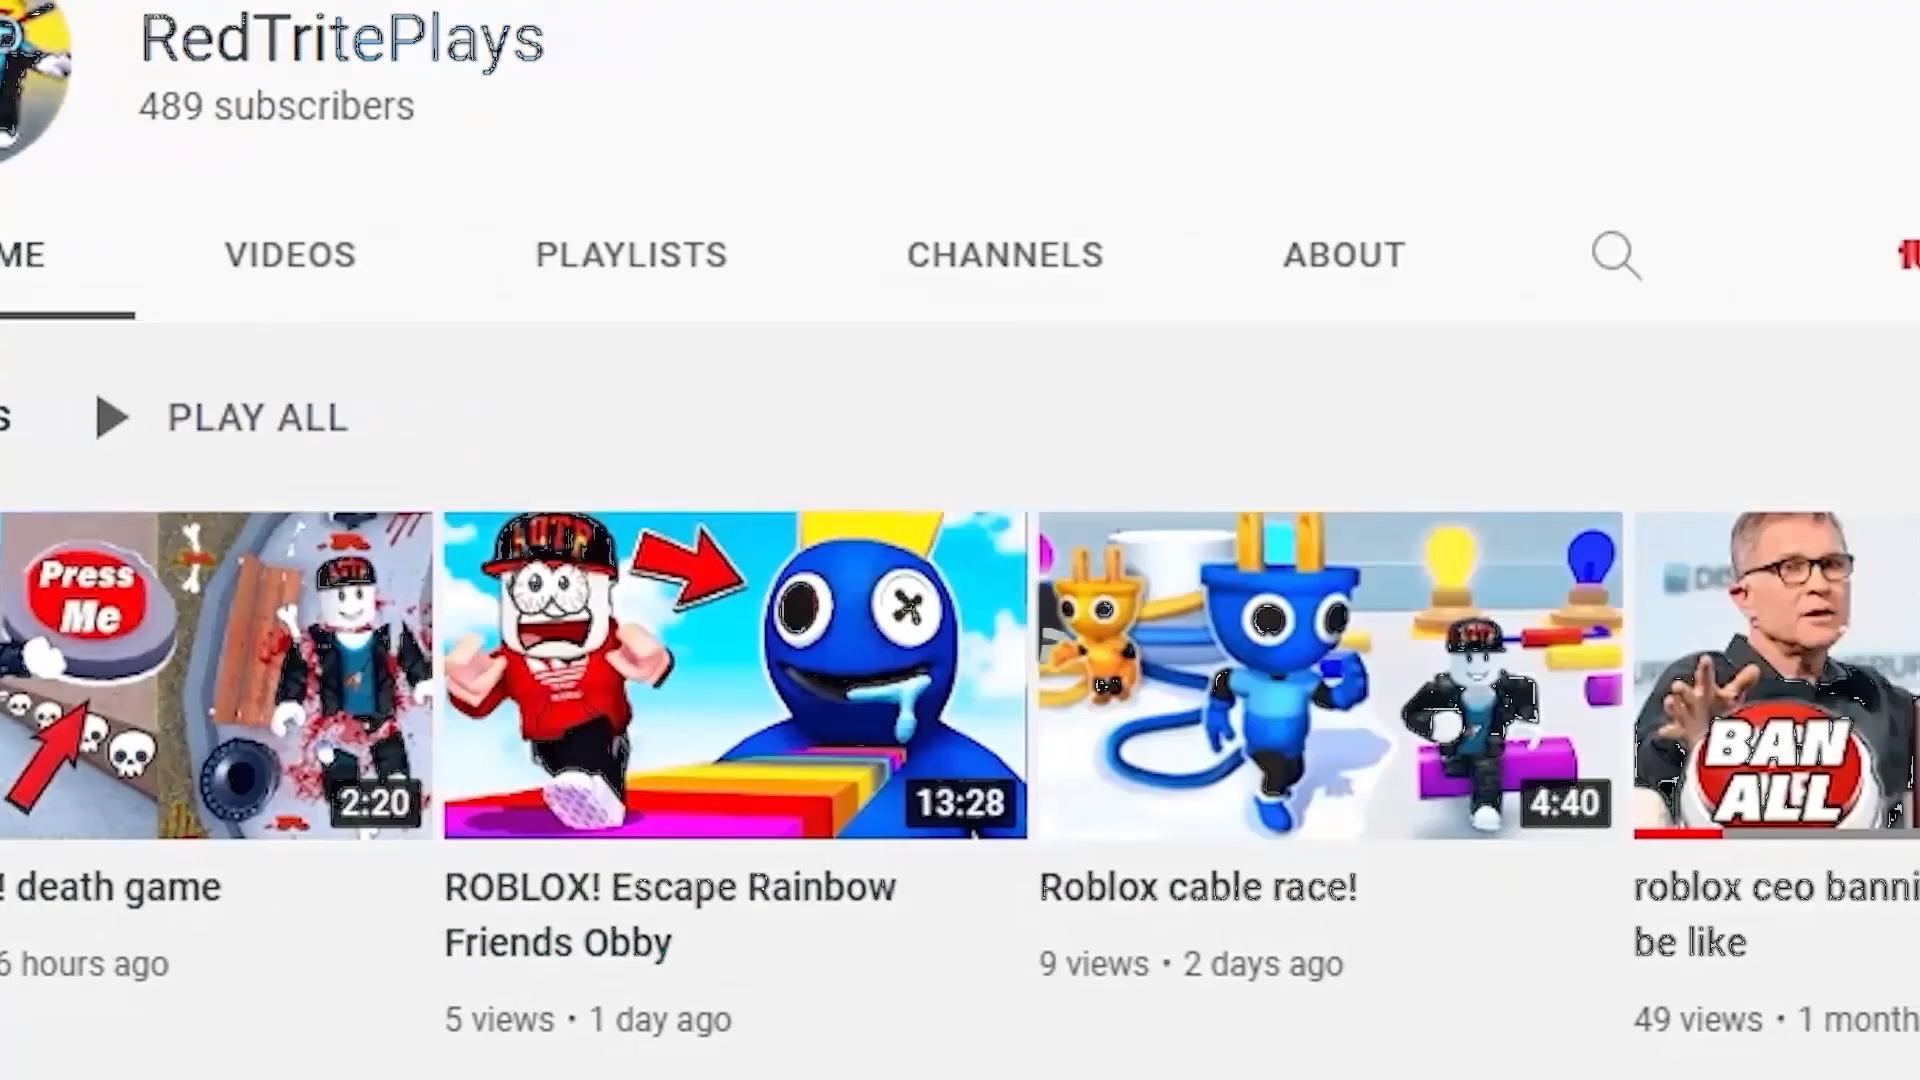 RedTritePlays
489 subscribers
ME
VIDEOS
PLAYLISTS
CHANNELS
ABOUT
S
PLAY ALL
Press
Me
2:20
13:28
4:40
BAN
ALL
! death game
6 hours ago
ROBLOX! Escape Rainbow
Friends Obby
5 views • 1 day ago
Roblox cable race!
9 views • 2 days ago
roblox ceo banni
be like
49 views • 1 month